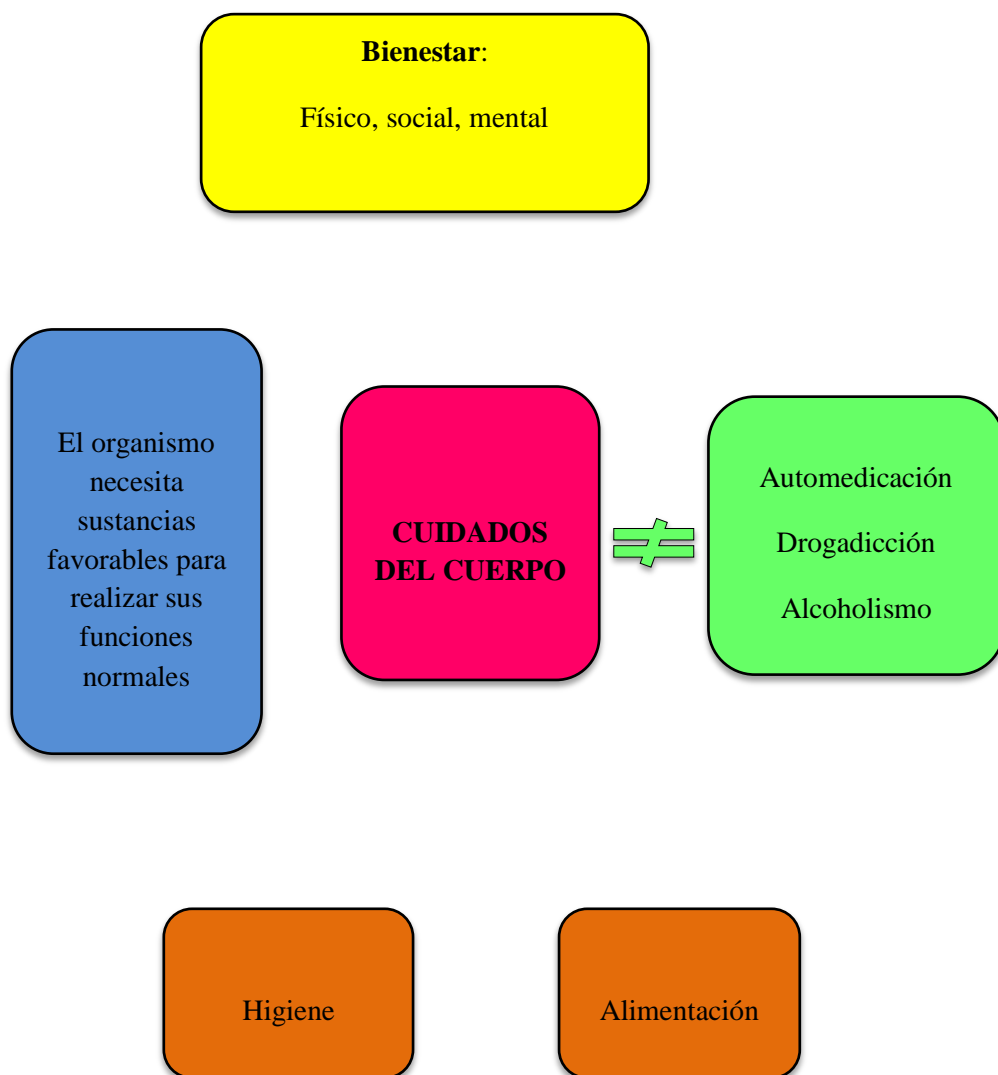 Bienestar:
Físico, social, mental
El organismo
necesita
sustancias
favorables para
realizar sus
funciones
normales
CUIDADOS
DEL CUERPO
≠
Automedicación
Drogadicción
Alcoholismo
Higiene
Alimentación